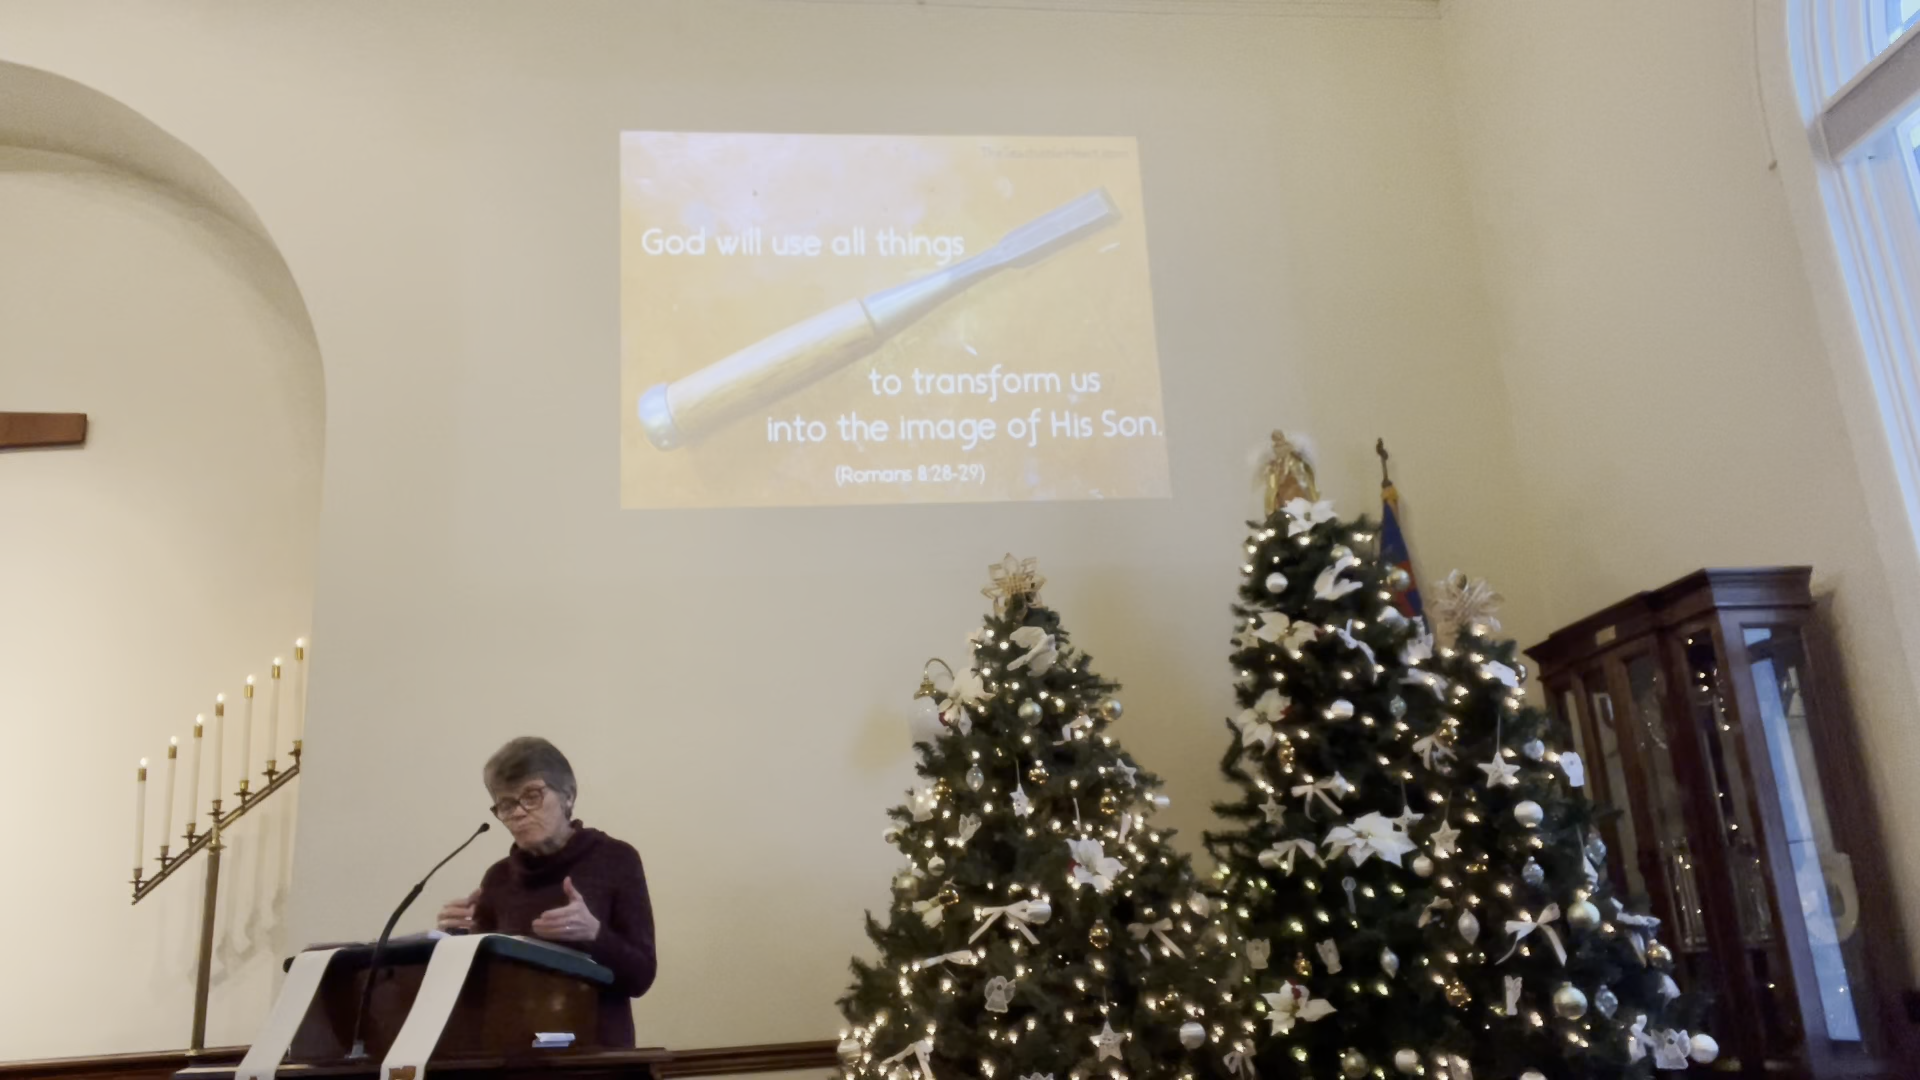 God will use all things
to transform us
into the image of His Son.
(Romans 8:28-29)